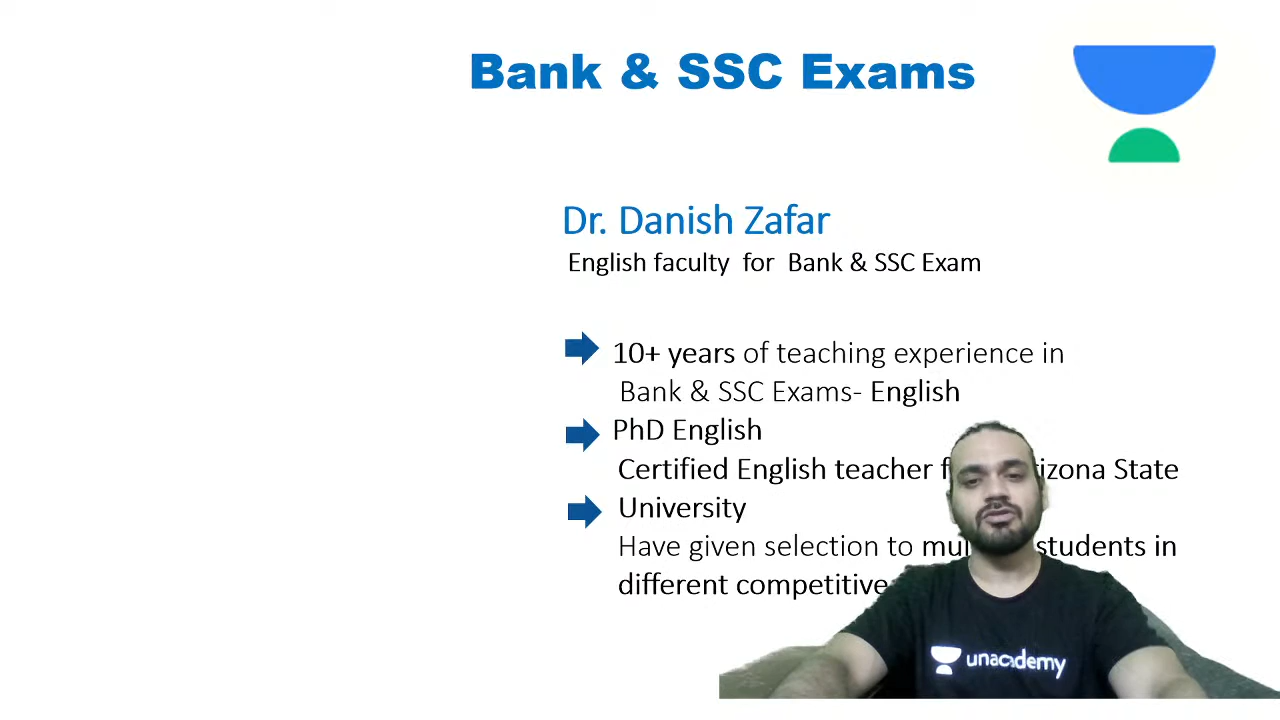 Bank & SSC Exams
Dr. Danish Zafar
English faculty for Bank & SSC Exam
10+ years of teaching experience in
Bank & SSC Exams- English
PhD English
Certified English teacher State
University
Have given selection to students in
different competitive
unacademy